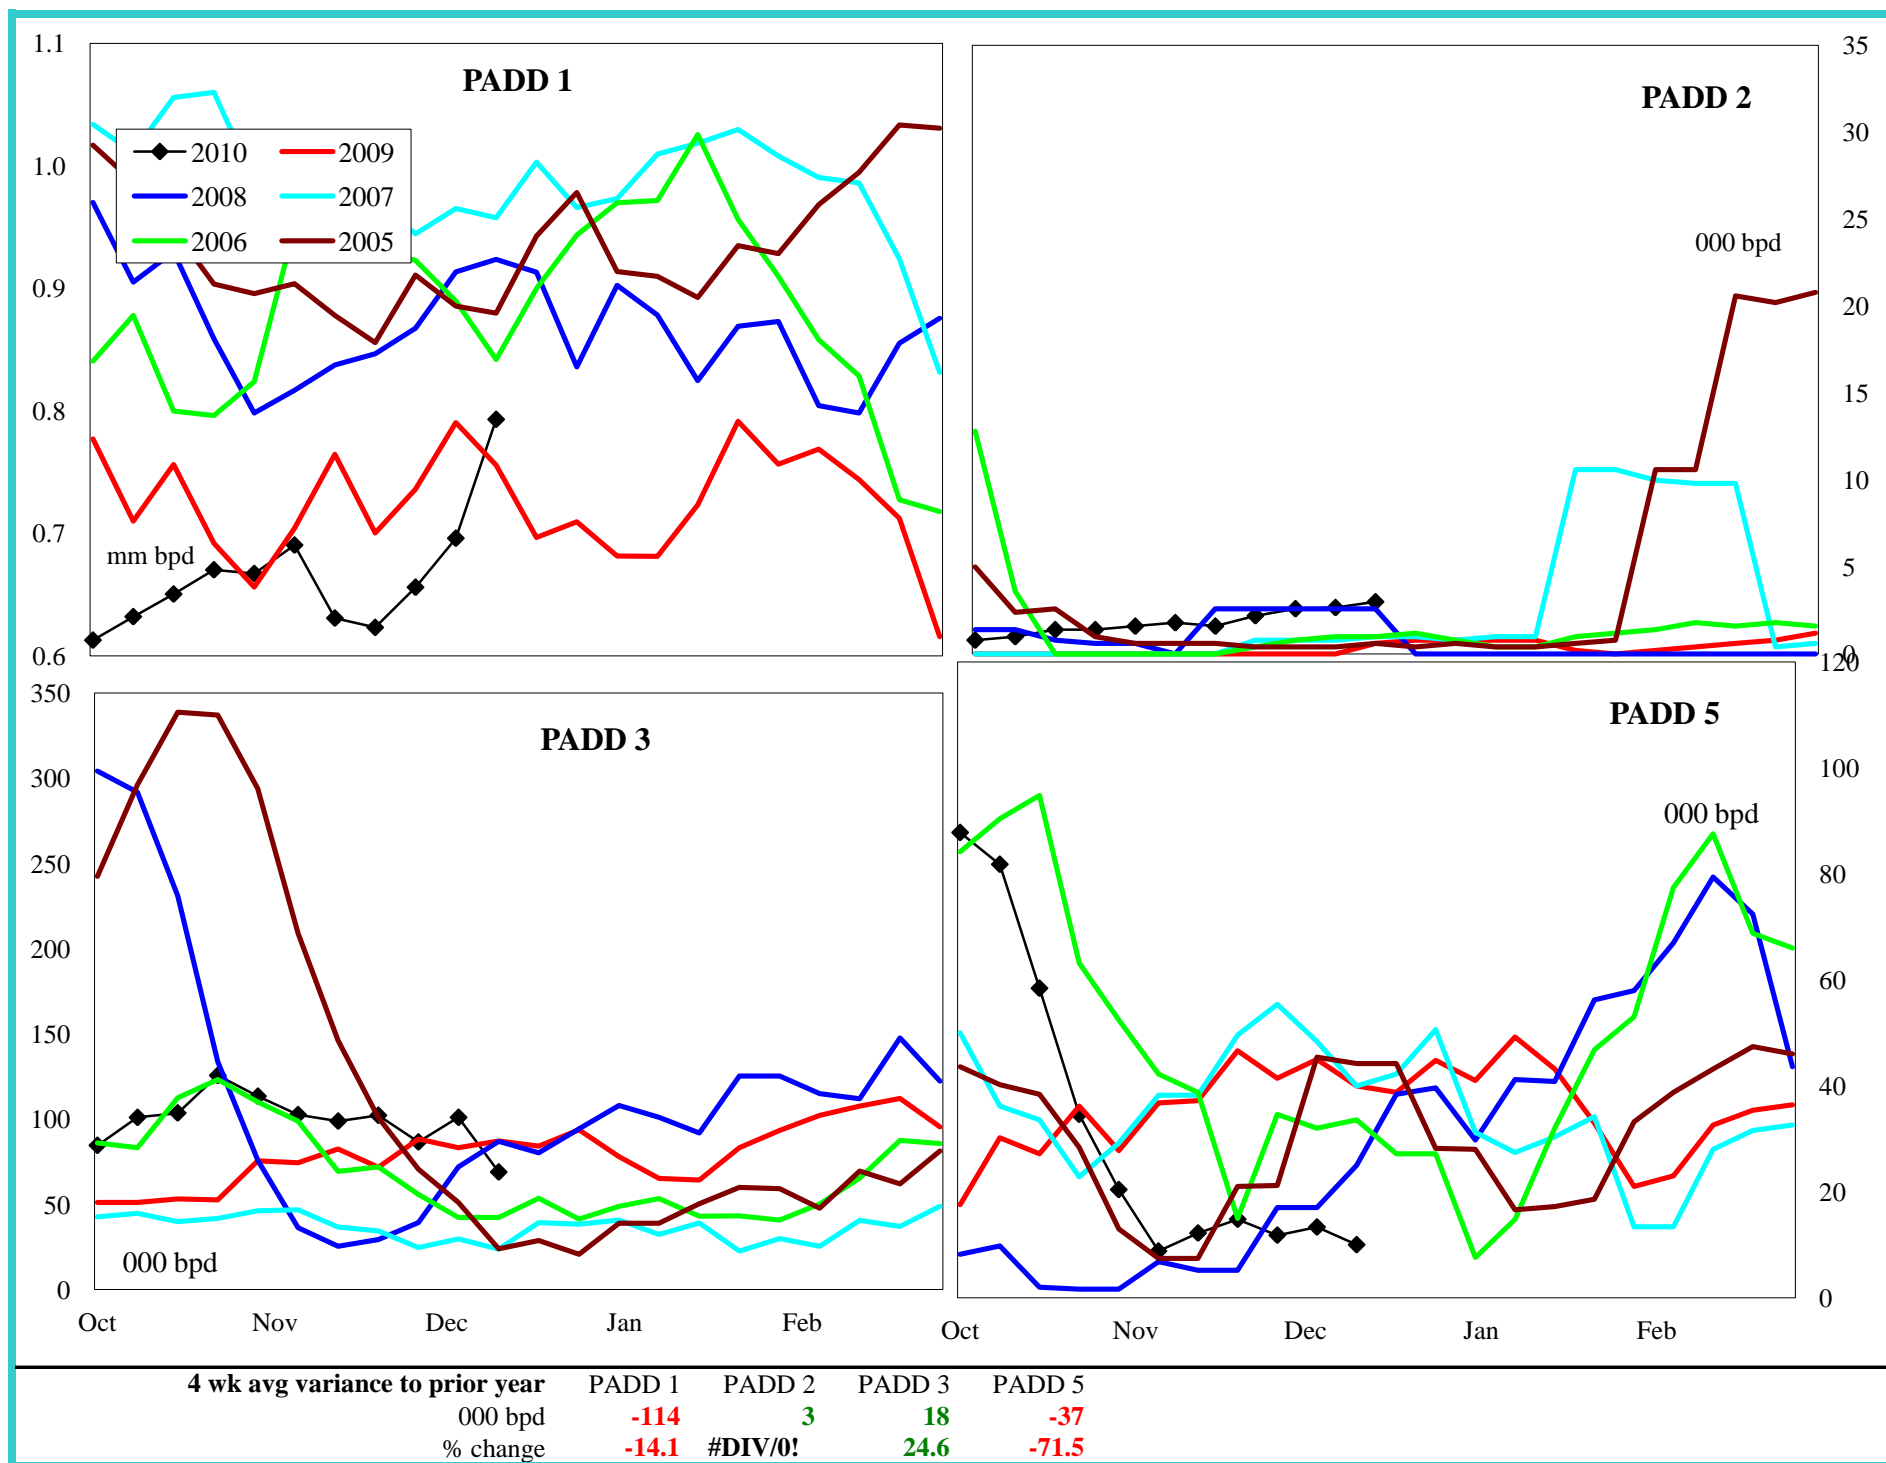 PADD 1
1.1
1.0
0.9
0.8
0.7
0.6
2010 2009
2008 2007
2006 2005
mm bpd
PADD 2
35
30
25
20
15
10
5
0
000 bpd
PADD 3
350
300
250
200
150
100
50
0
000 bpd
Oct Nov Dec Jan Feb
PADD 5
120
100
80
60
40
20
0
000 bpd
Oct Nov Dec Jan Feb
4 wk avg variance to prior year PADD 1 PADD 2 PADD 3 PADD 5
000 bpd -114 3 18 -37
% change -14.1 #DIV/0! 24.6 -71.5